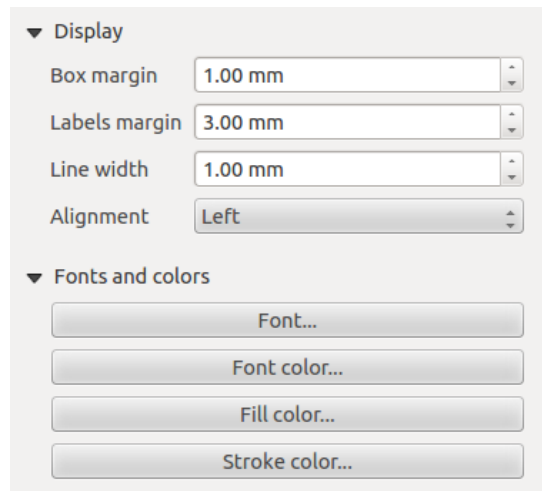 Display
Box margin 1.00 mm
Labels margin 3.00 mm
Line width 1.00 mm
Alignment Left
Fonts and colors
Font...
Font color...
Fill color...
Stroke color...